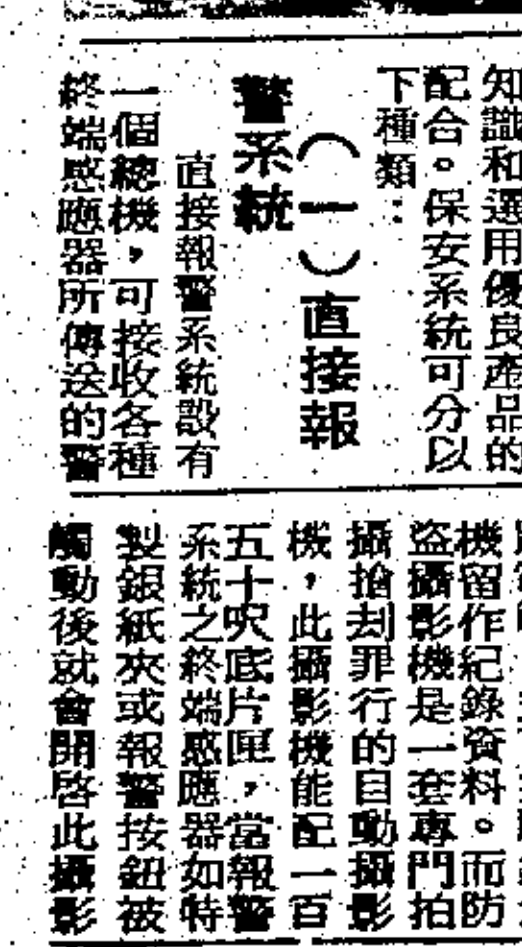 知識和選用優良產品的
配合。保安系統可分以
下種類：
（一）直接報
警系統
直接報警系統設有
一個總機，可接收各種
終端感應器所傳送的警
機留作紀錄資料。而防
盜攝影機是一套專門拍
攝搶刦罪行的自動攝影
機，此攝影機能配一百
五十呎底片匣，當報警
系統之終端感應器如特
製銀紙夾或報警按鈕被
觸動後就會開啓此攝影